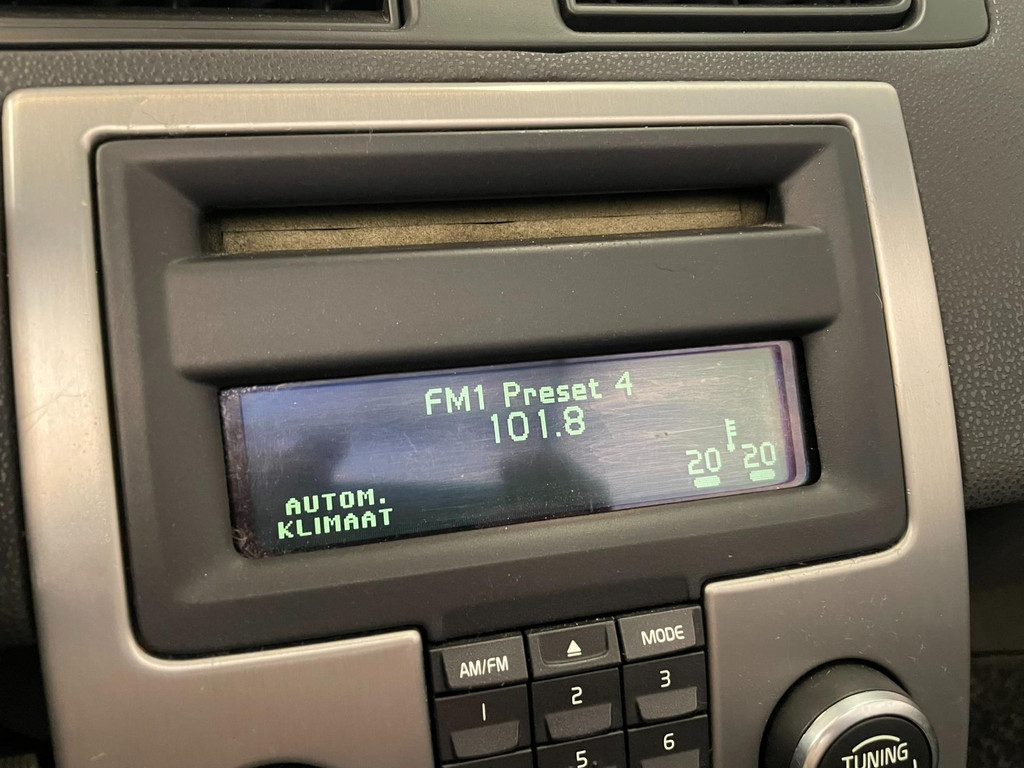 FM1 Preset 4
101.8
20 20
AUTOM.
KLIMAAT
AM/FM
MODE
1
2
3
5
6
TUNING